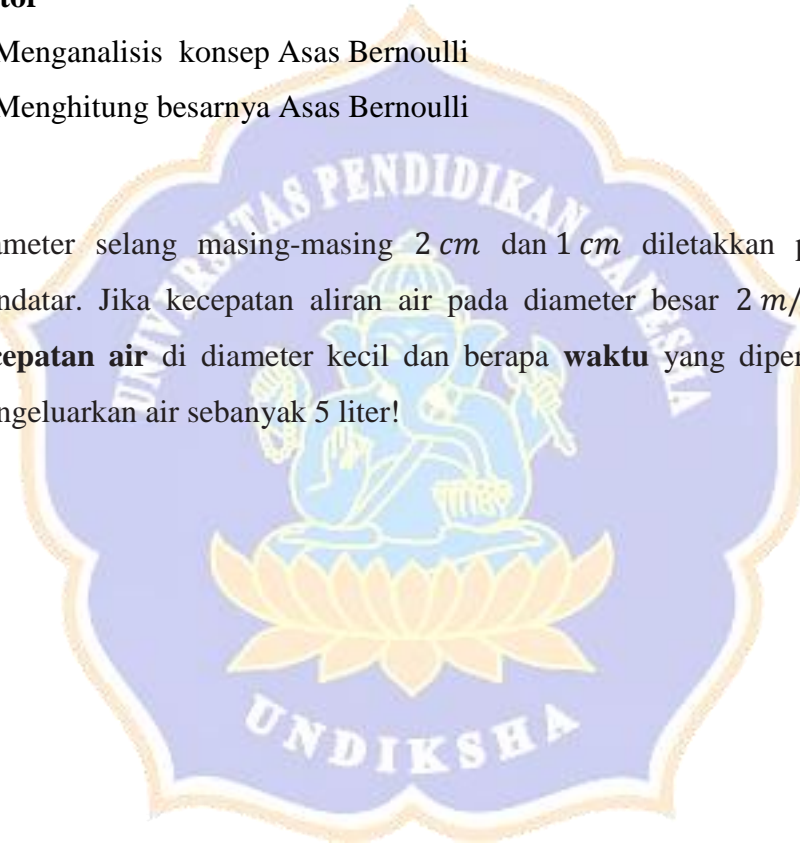 tor
Menganalisis konsep Asas Bernoulli
Menghitung besarnya Asas Bernoulli
UNIVERSITAS PENDIDIKAN GANESHA
ameter selang masing-masing 2 cm dan 1 cm diletakkan p
ndatar. Jika kecepatan aliran air pada diameter besar 2 m/
cepatan air di diameter kecil dan berapa waktu yang diper
ngeluarkan air sebanyak 5 liter!
UNDIKSHA